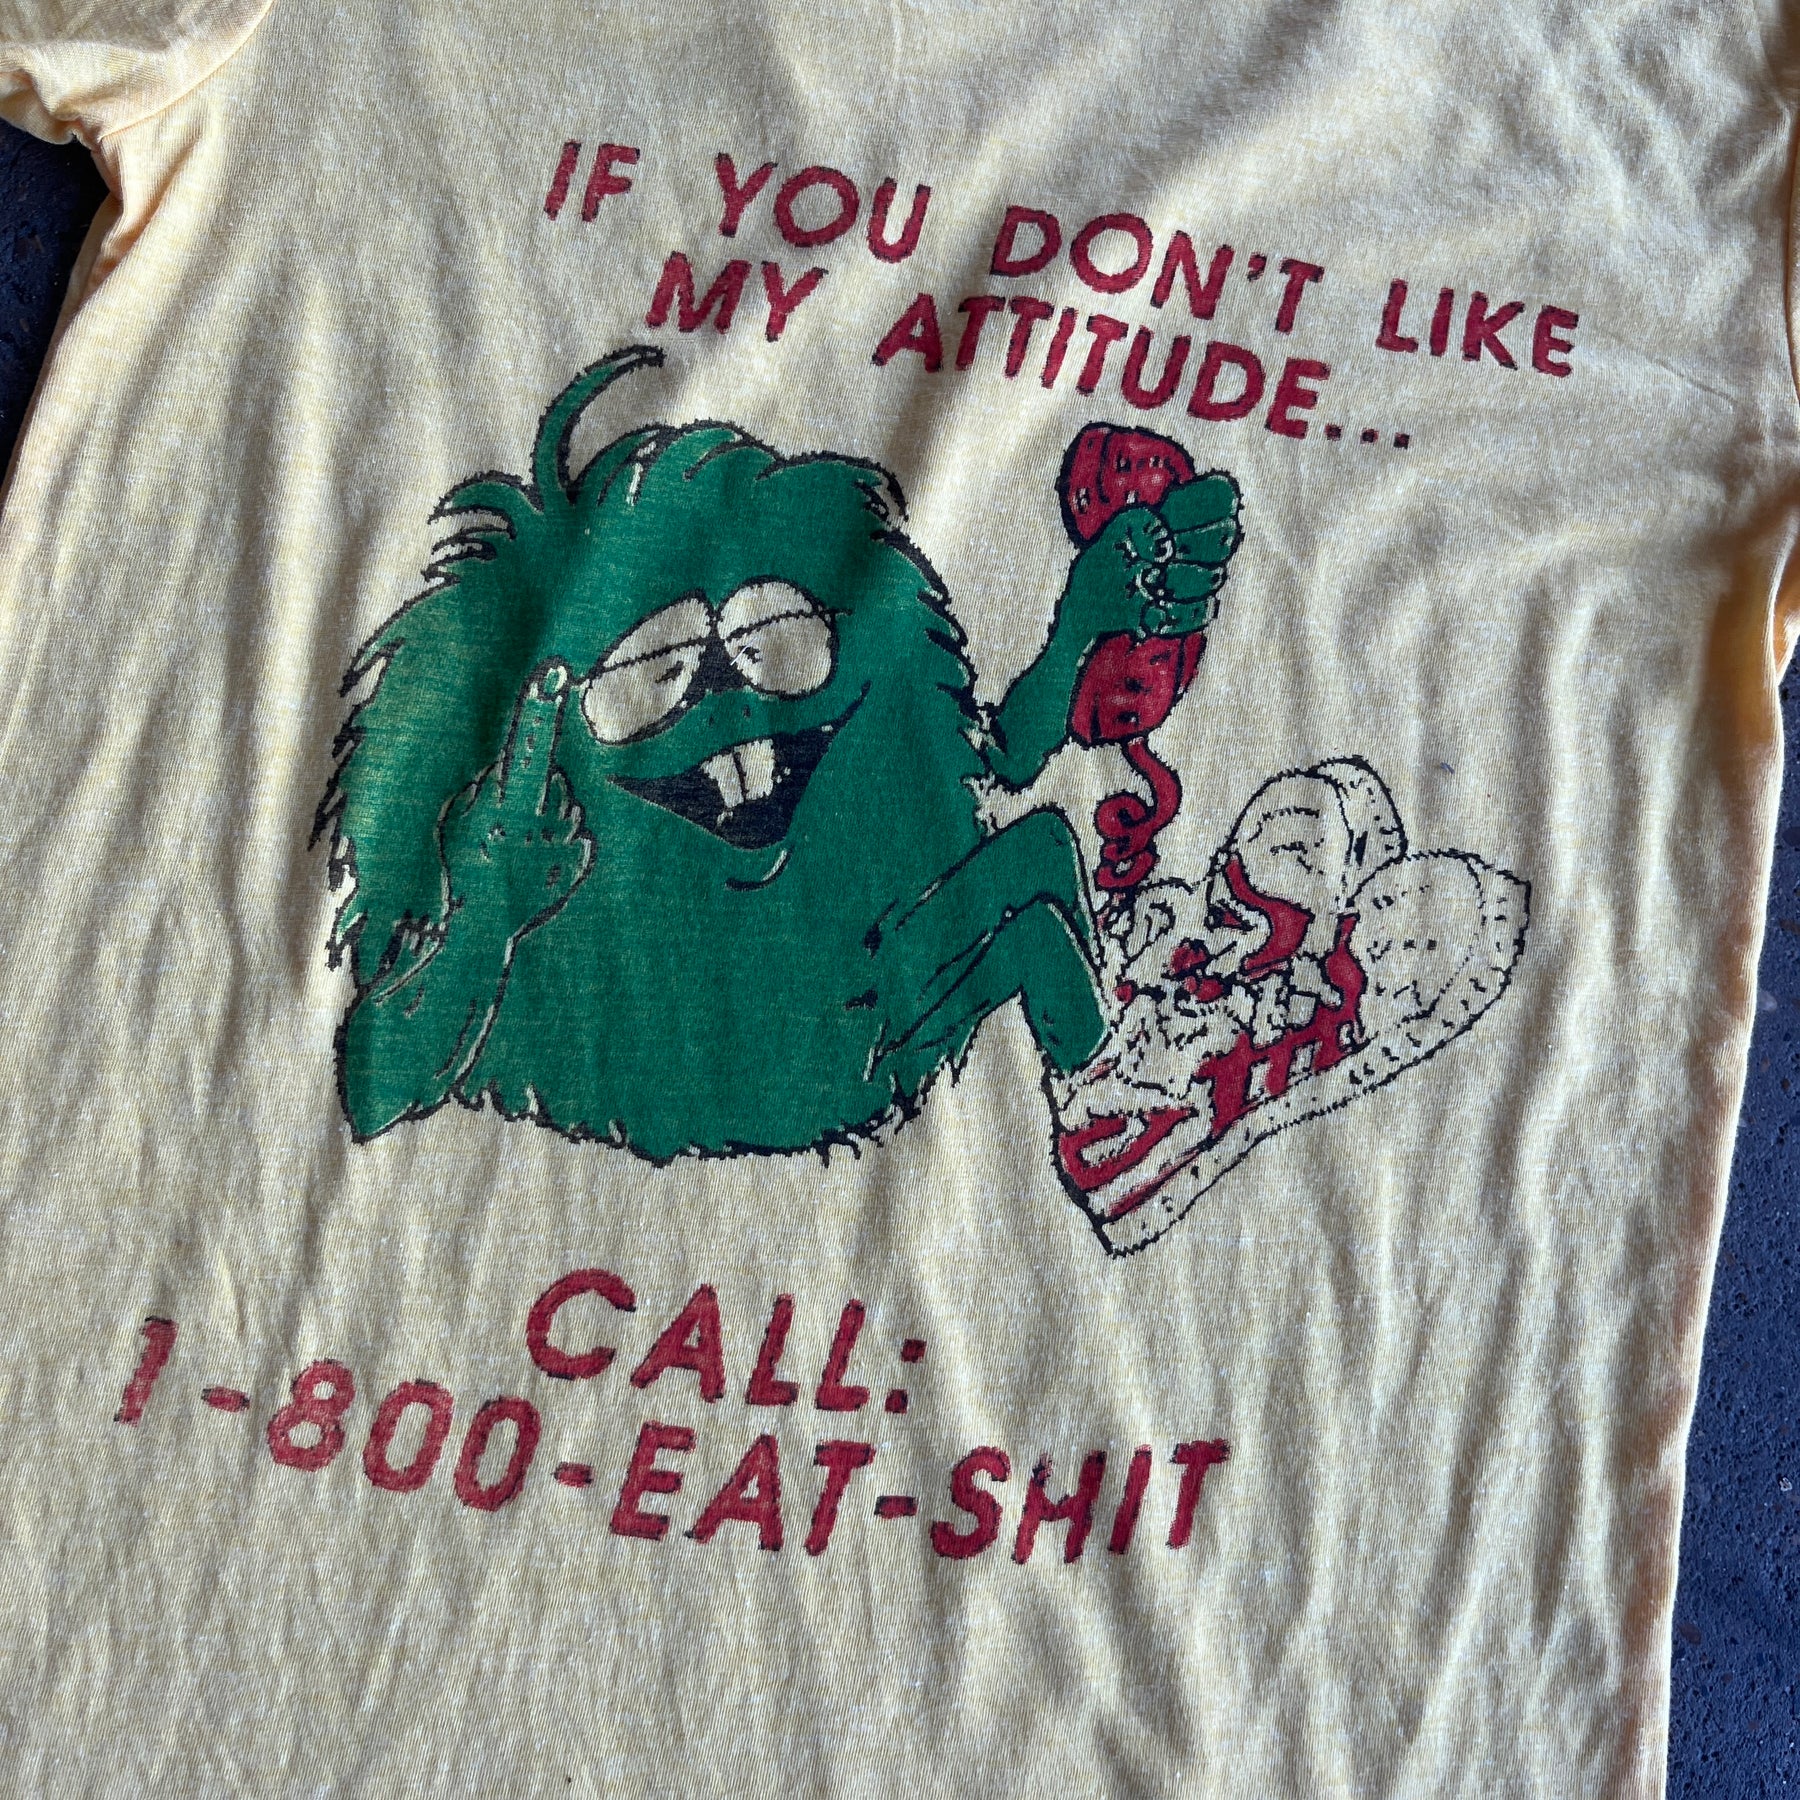 IF YOU DON'T LIKE
MY ATTITUDE...
CALL:
1-800-EAT-SHIT